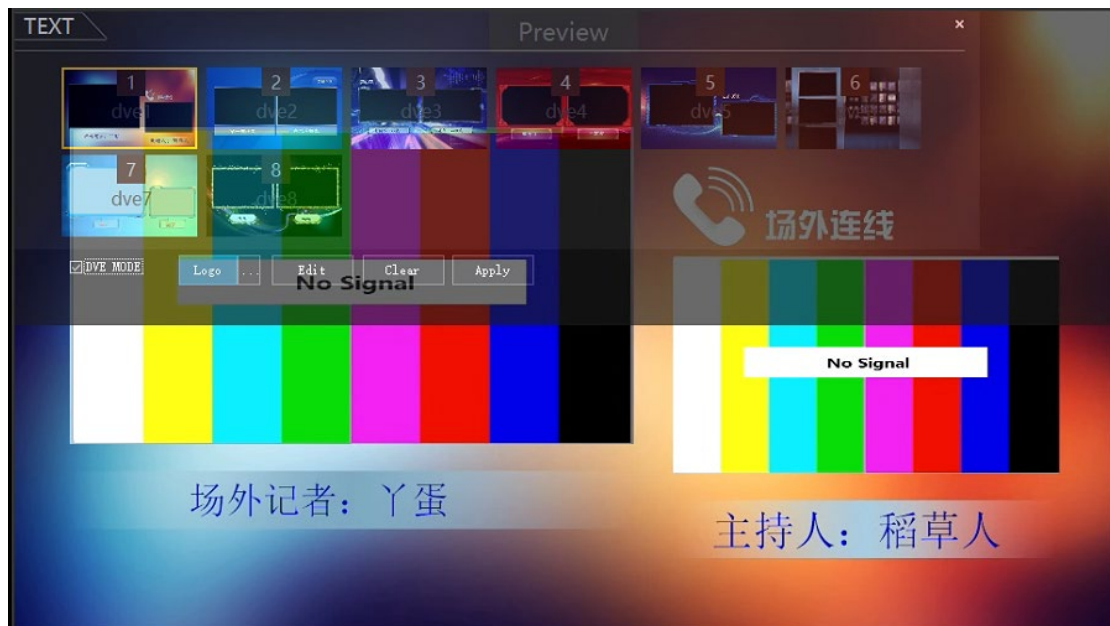 TEXT
Preview
×
1
dve1
2
dve2
3
dve3
4
dve4
5
dve5
6
7
dve7
8
dve8
场外连线
DVE MODE
Logo
...
Edit
Clear
Apply
No Signal
No Signal
场外记者：丫蛋
主持人：稻草人